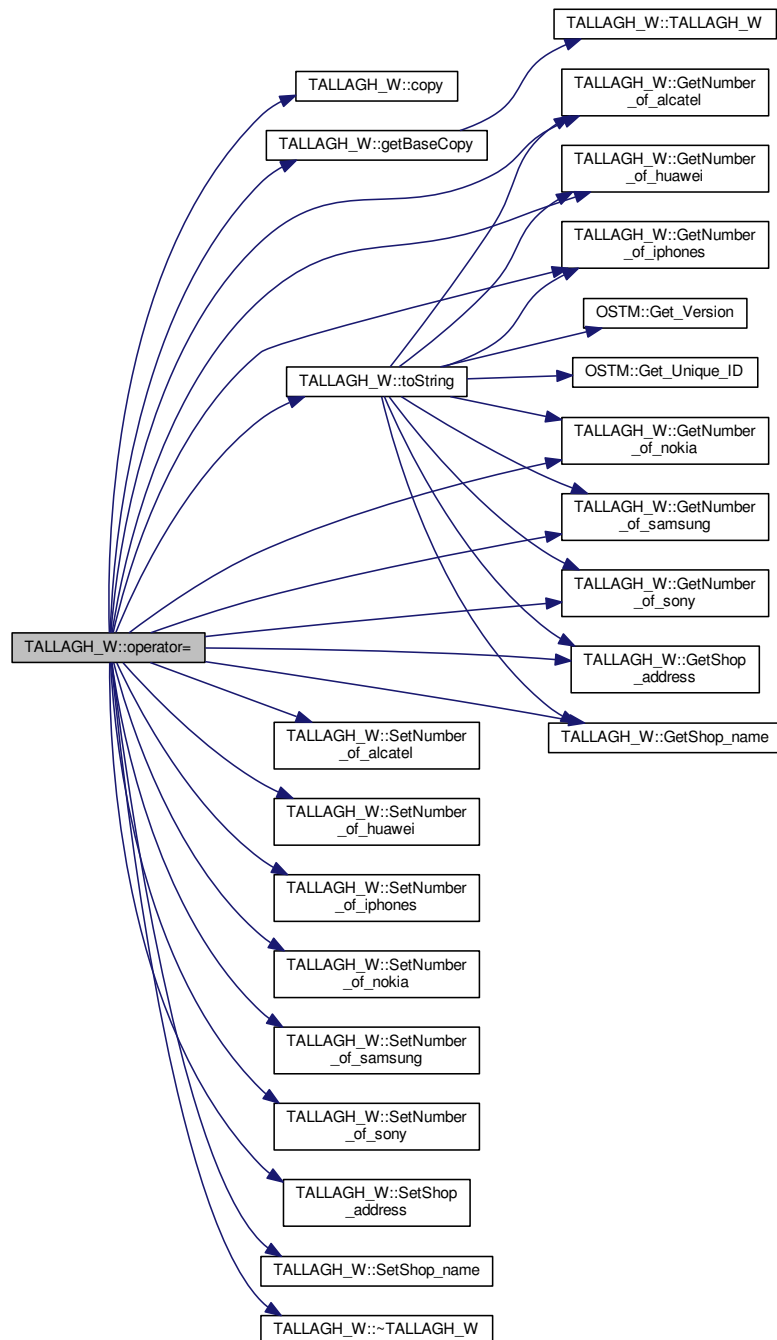 TALLAGH_W::TALLAGH_W
TALLAGH_W::copy
TALLAGH_W::GetNumber
_of_alcatel
TALLAGH_W::getBaseCopy
TALLAGH_W::GetNumber
_of_huawei
TALLAGH_W::GetNumber
_of_iphones
OSTM::Get_Version
TALLAGH_W::toString
OSTM::Get_Unique_ID
TALLAGH_W::GetNumber
_of_nokia
TALLAGH_W::GetNumber
_of_samsung
TALLAGH_W::GetNumber
_of_sony
TALLAGH_W::operator=
TALLAGH_W::GetShop
_address
TALLAGH_W::GetShop_name
TALLAGH_W::SetNumber
_of_alcatel
TALLAGH_W::SetNumber
_of_huawei
TALLAGH_W::SetNumber
_of_iphones
TALLAGH_W::SetNumber
_of_nokia
TALLAGH_W::SetNumber
_of_samsung
TALLAGH_W::SetNumber
_of_sony
TALLAGH_W::SetShop
_address
TALLAGH_W::SetShop_name
TALLAGH_W::~TALLAGH_W